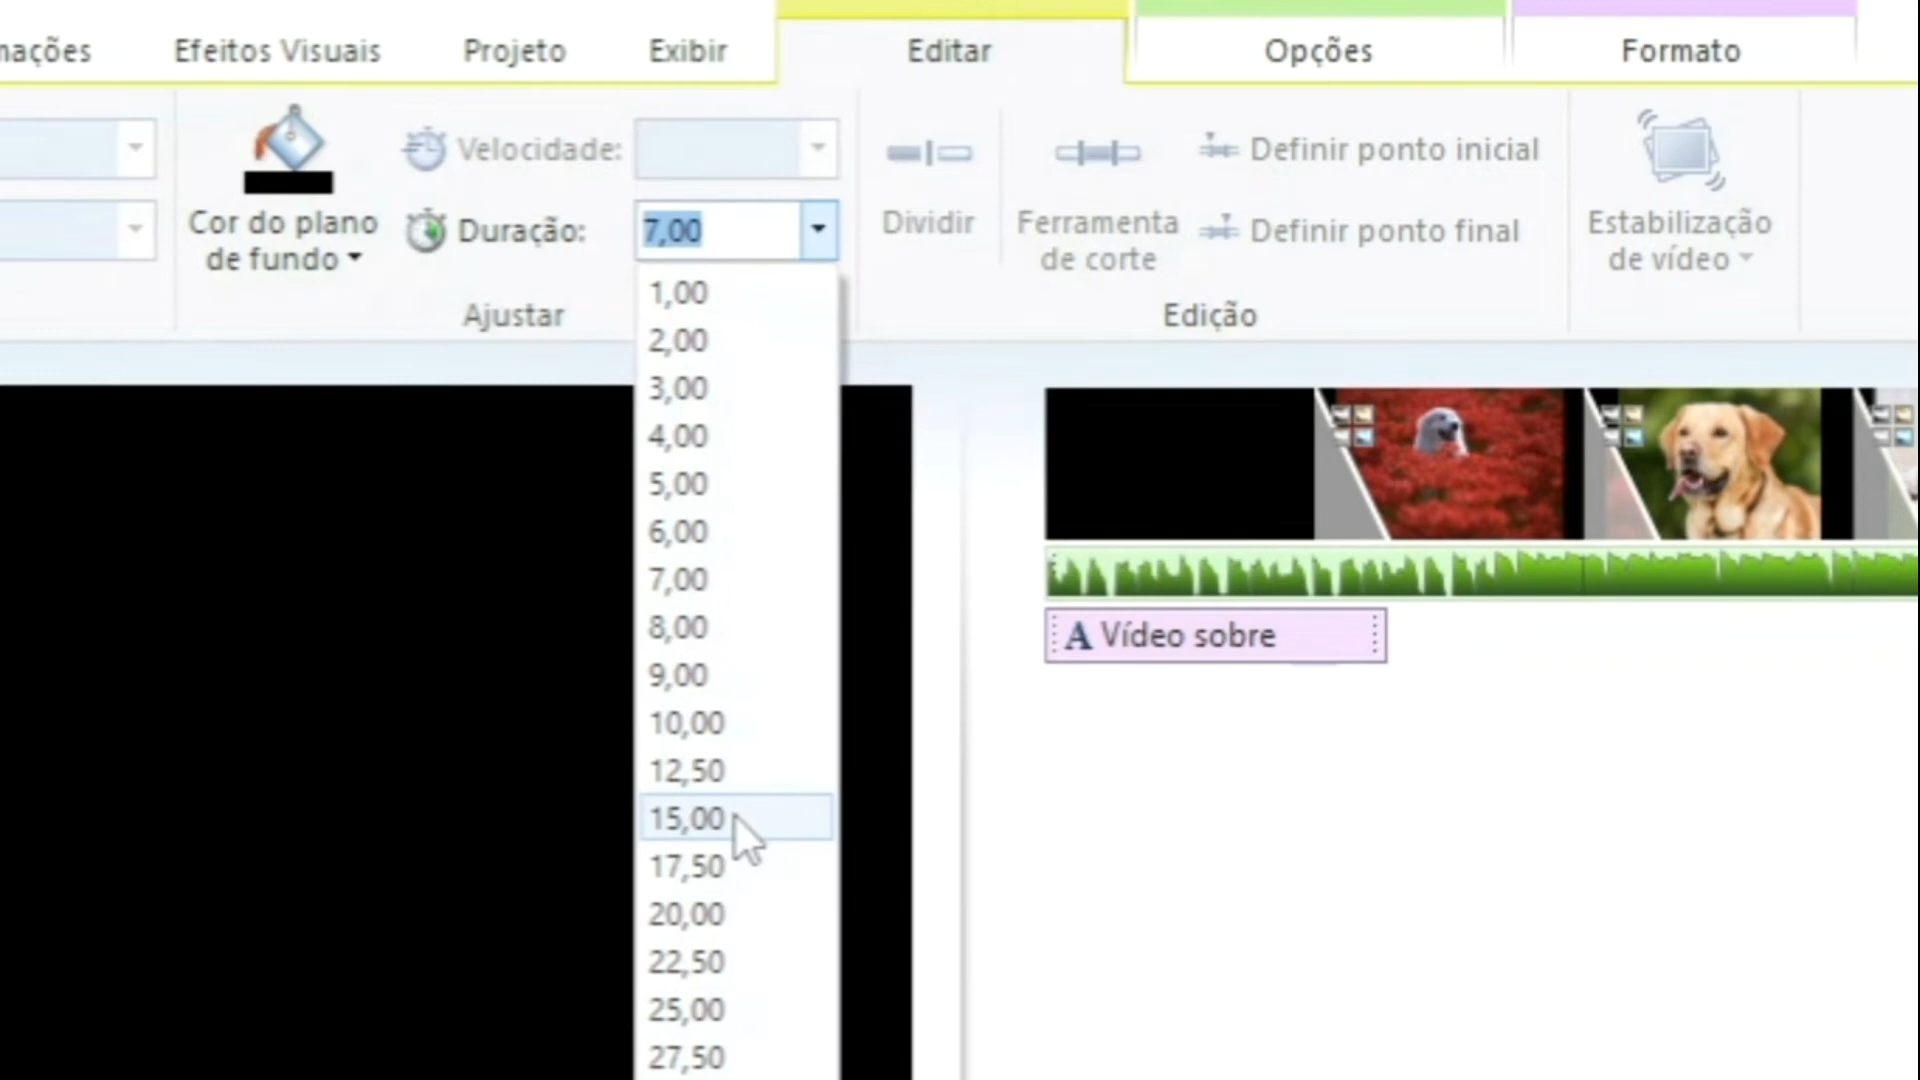 mações Efeitos Visuais Projeto Exibir Editar Opções Formato
Velocidade:
Cor do plano
de fundo
Duração: 7,00
Ajustar
Dividir
Ferramenta
de corte
Definir ponto inicial
Definir ponto final
Edição
Estabilização
de vídeo
1,00
2,00
3,00
4,00
5,00
6,00
7,00
8,00
9,00
10,00
12,50
15,00
17,50
20,00
22,50
25,00
27,50
A Vídeo sobre